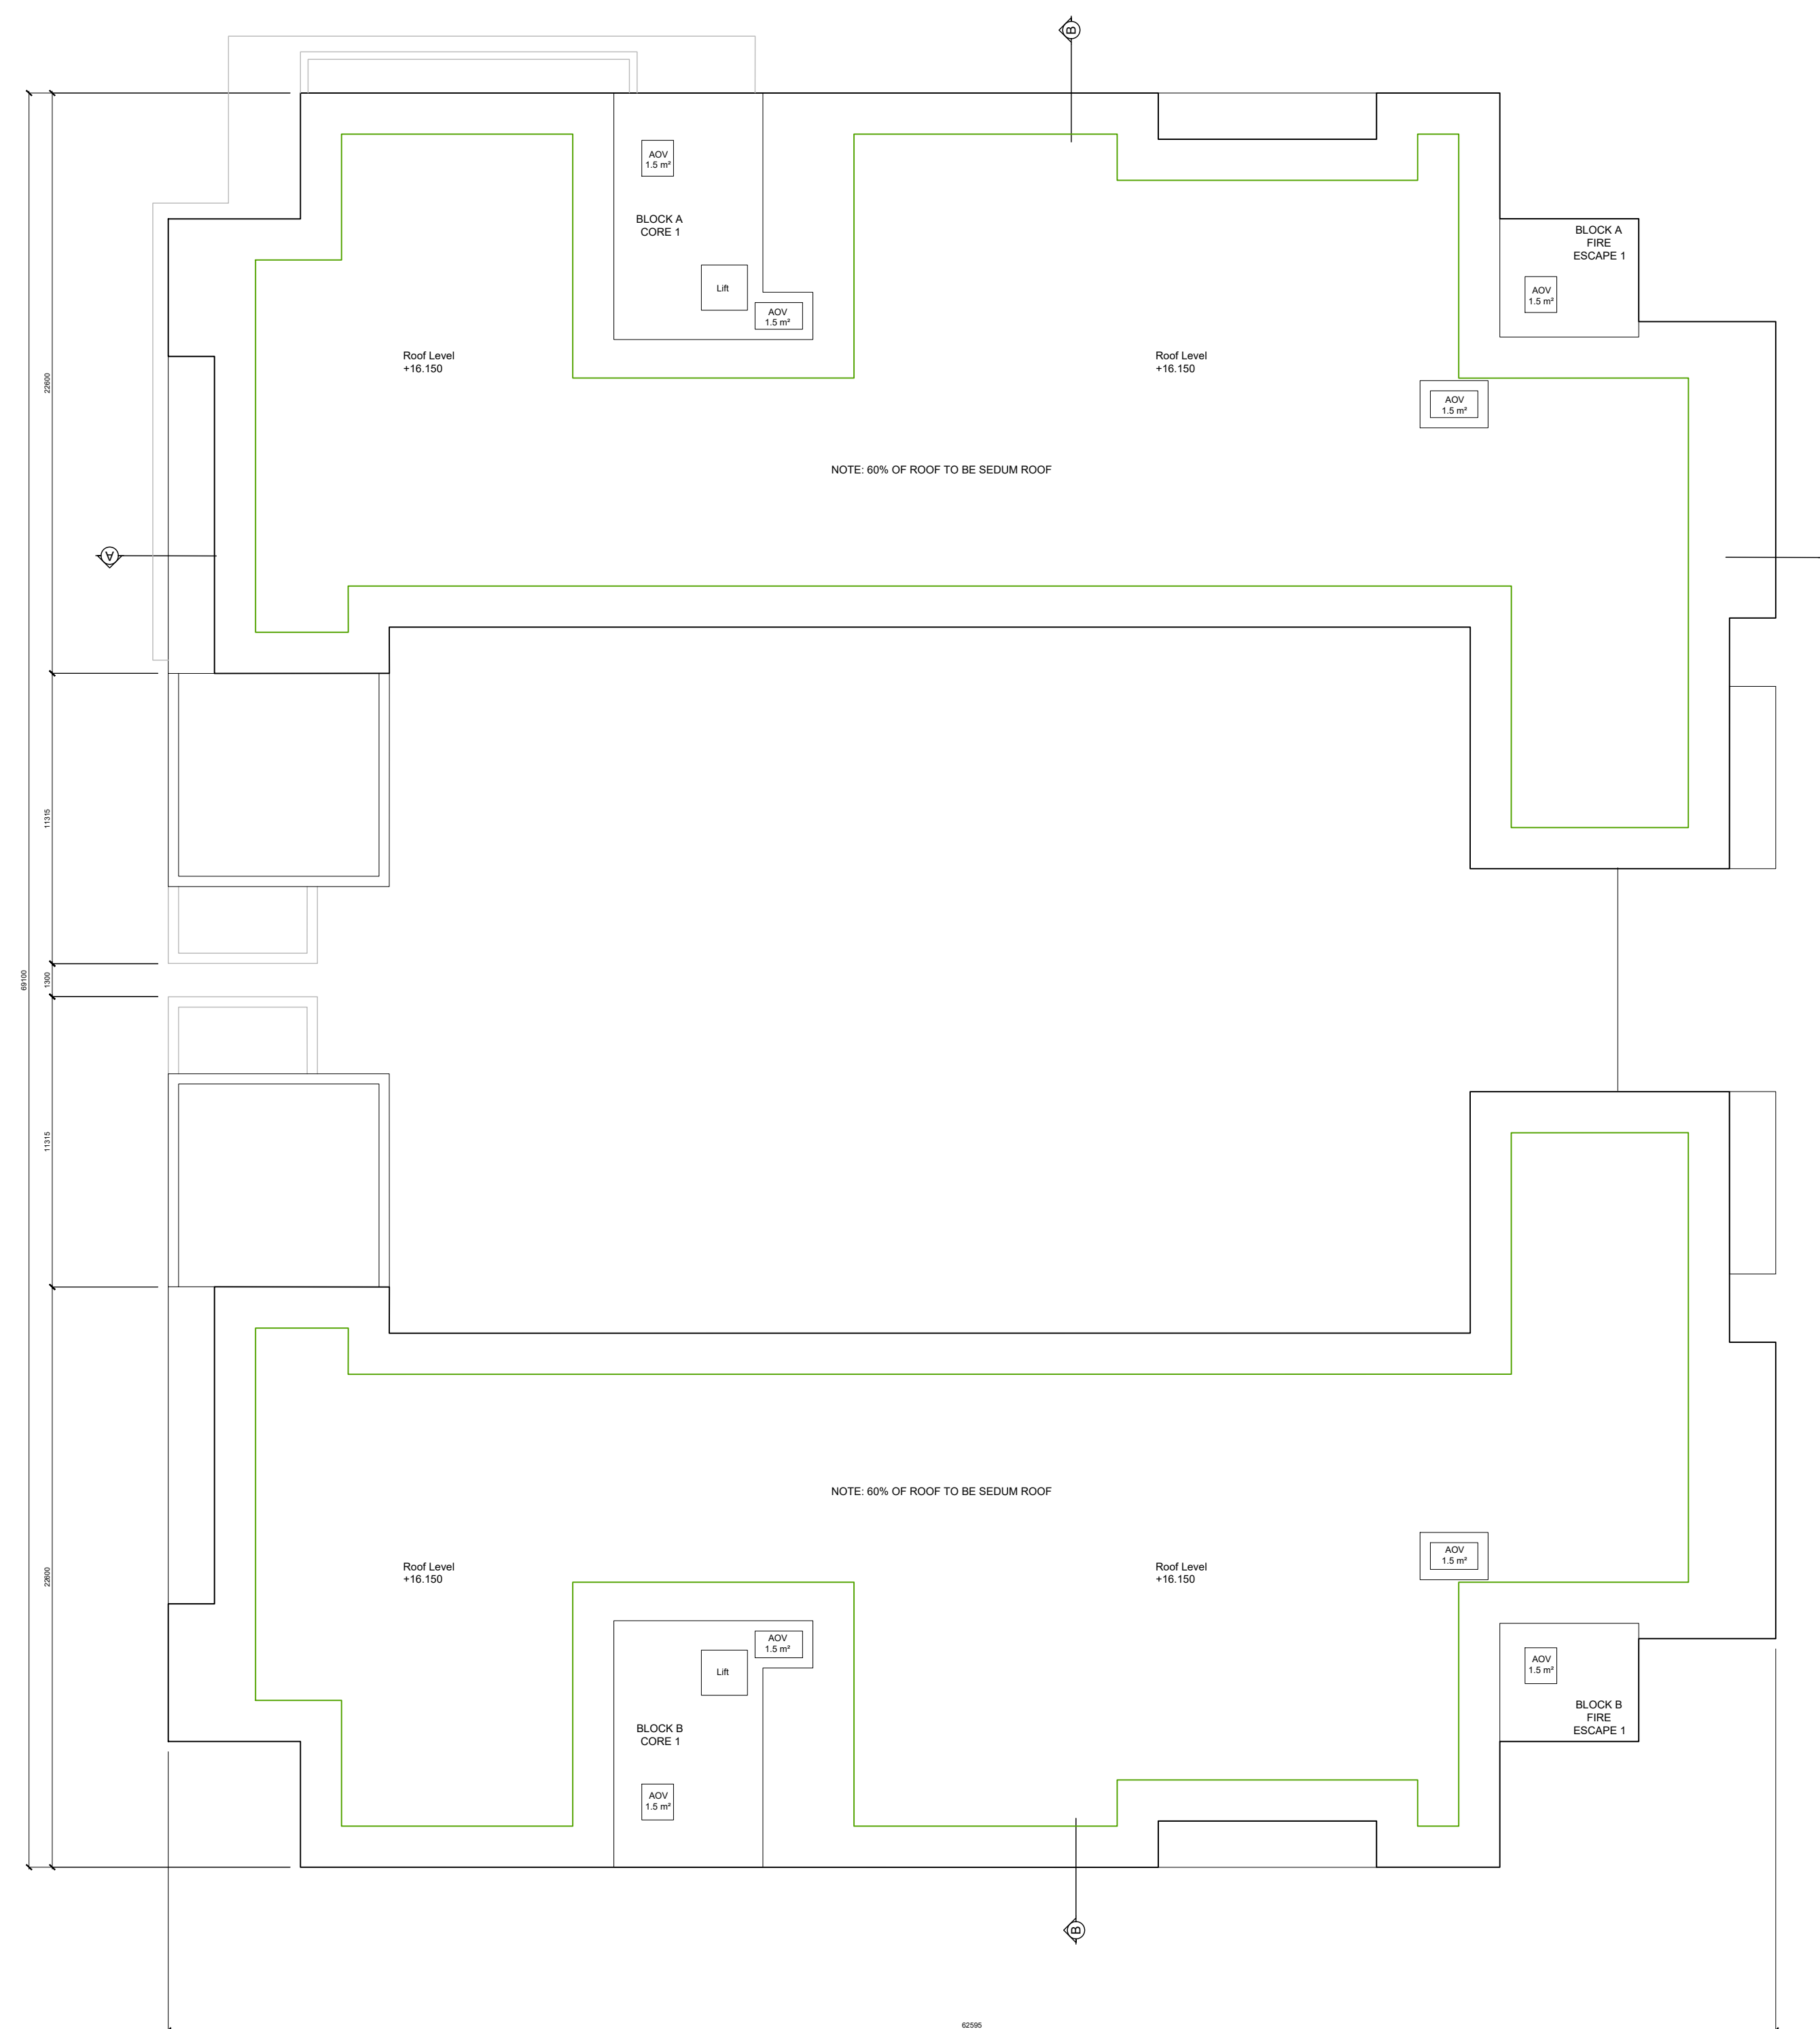 B
AOV
1.5 m²
BLOCK A
CORE 1
BLOCK A
FIRE
ESCAPE 1
Lift
AOV
1.5 m²
AOV
1.5 m²
Roof Level
+16.150
Roof Level
+16.150
22600
AOV
1.5 m²
NOTE: 60% OF ROOF TO BE SEDUM ROOF
A
11315
69100
1300
11315
NOTE: 60% OF ROOF TO BE SEDUM ROOF
AOV
1.5 m²
Roof Level
+16.150
Roof Level
+16.150
22600
AOV
1.5 m²
Lift
AOV
1.5 m²
BLOCK B
CORE 1
BLOCK B
FIRE
ESCAPE 1
AOV
1.5 m²
B
62595